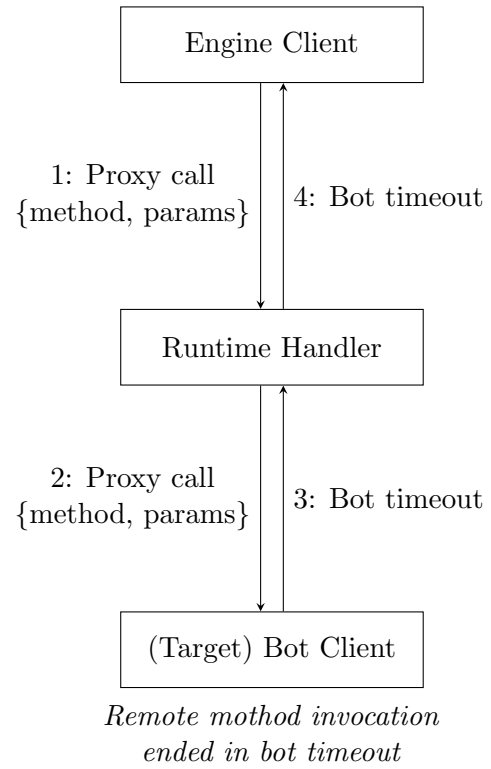 Engine Client
1: Proxy call
{method, params}
4: Bot timeout
Runtime Handler
2: Proxy call
{method, params}
3: Bot timeout
(Target) Bot Client
Remote mothod invocation
ended in bot timeout